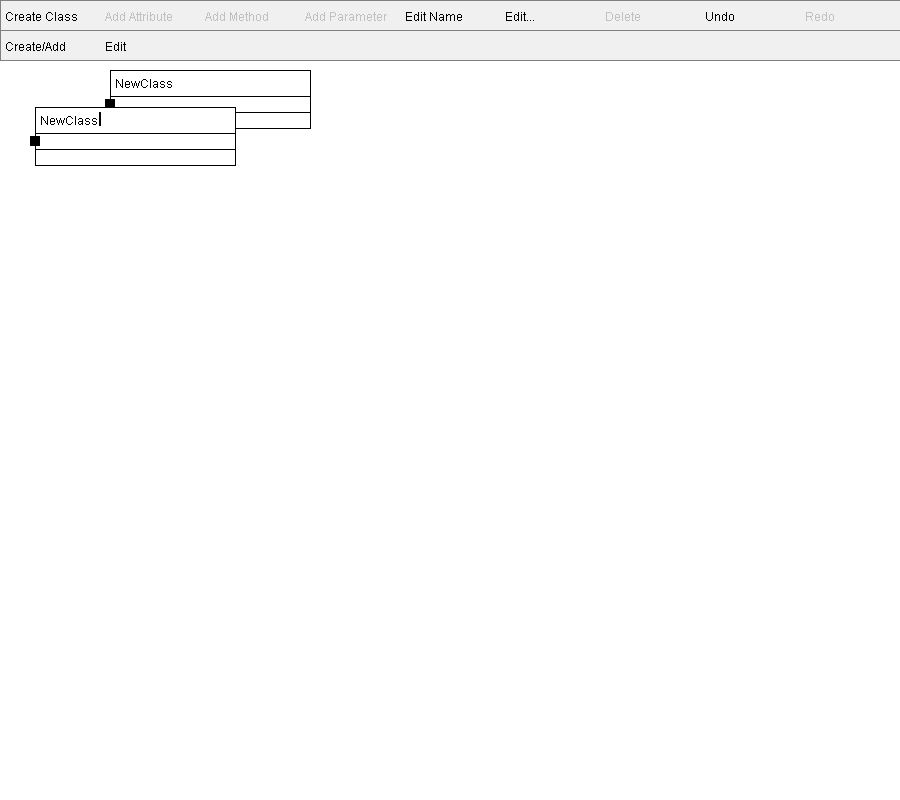 Create Class Add Attribute Add Method Add Parameter Edit Name Edit... Delete Undo Redo
Create/Add Edit
NewClass
NewClass